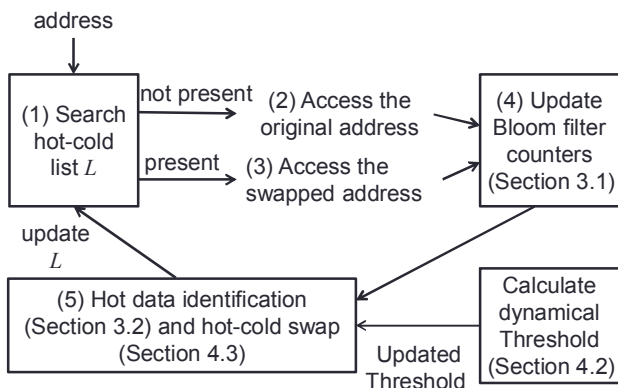 address
(1) Search
hot-cold
list L
not present
(2) Access the
original address
present
(3) Access the
swapped address
(4) Update
Bloom filter
counters
(Section 3.1)
update
L
(5) Hot data identification
(Section 3.2) and hot-cold swap
(Section 4.3)
Updated
Threshold
Calculate
dynamical
Threshold
(Section 4.2)